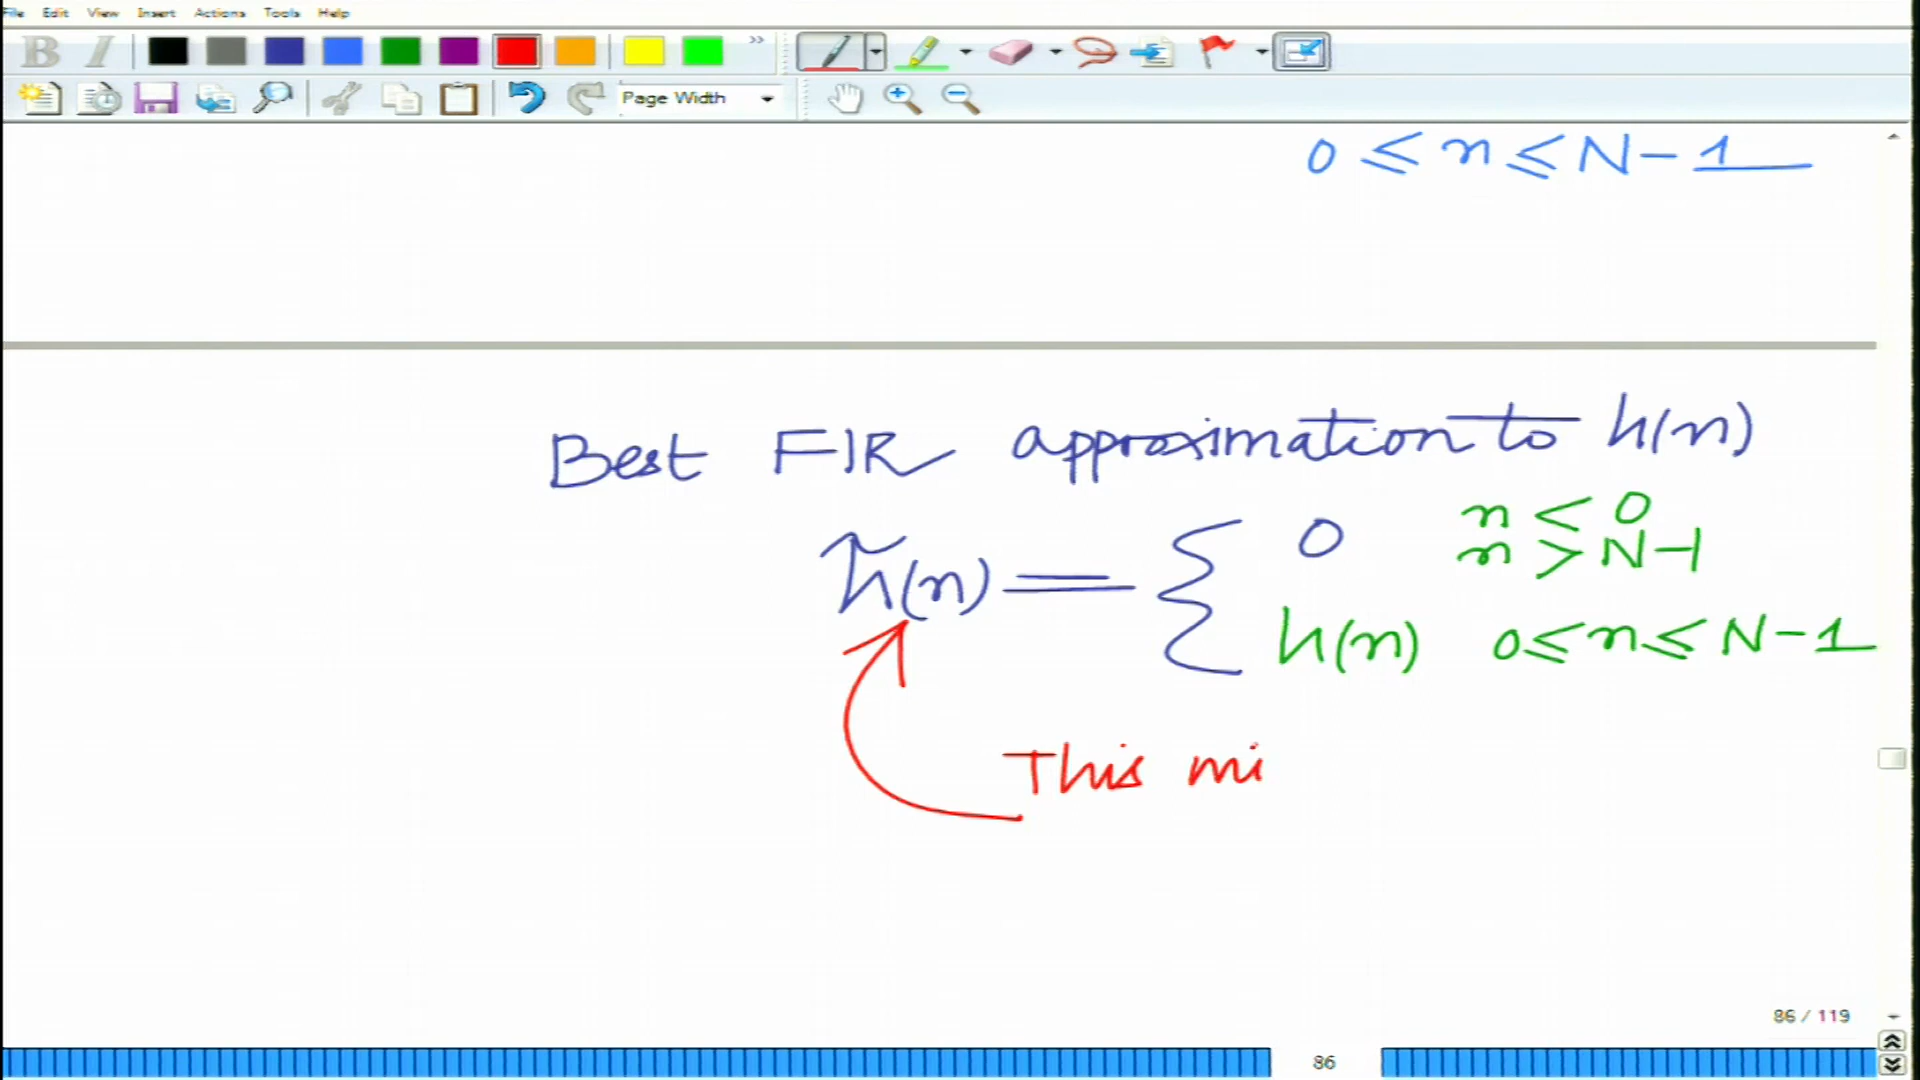 File Edit View Insert Actions Tools Help
B I
Page Width
0 ≤ n ≤ N-1
Best FIR approximation to h(n)
h̃(n) = { 0 n < 0
n > N-1
h(n) 0 ≤ n ≤ N-1
This mi
86 / 119
86